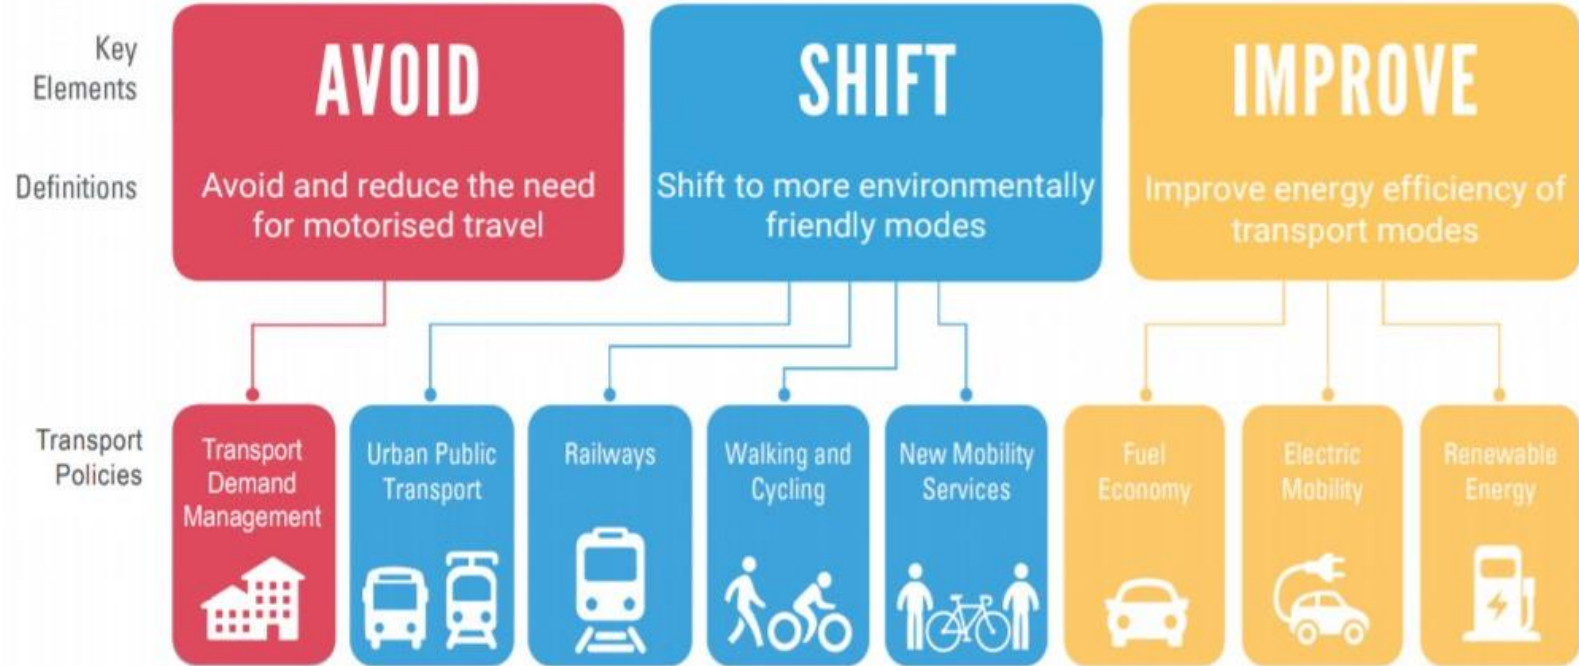 Key
Elements
AVOID
SHIFT
IMPROVE
Definitions
Avoid and reduce the need
for motorised travel
Shift to more environmentally
friendly modes
Improve energy efficiency of
transport modes
Transport
Policies
Transport
Demand
Management
Urban Public
Transport
Railways
Walking and
Cycling
New Mobility
Services
Fuel
Economy
Electric
Mobility
Renewable
Energy